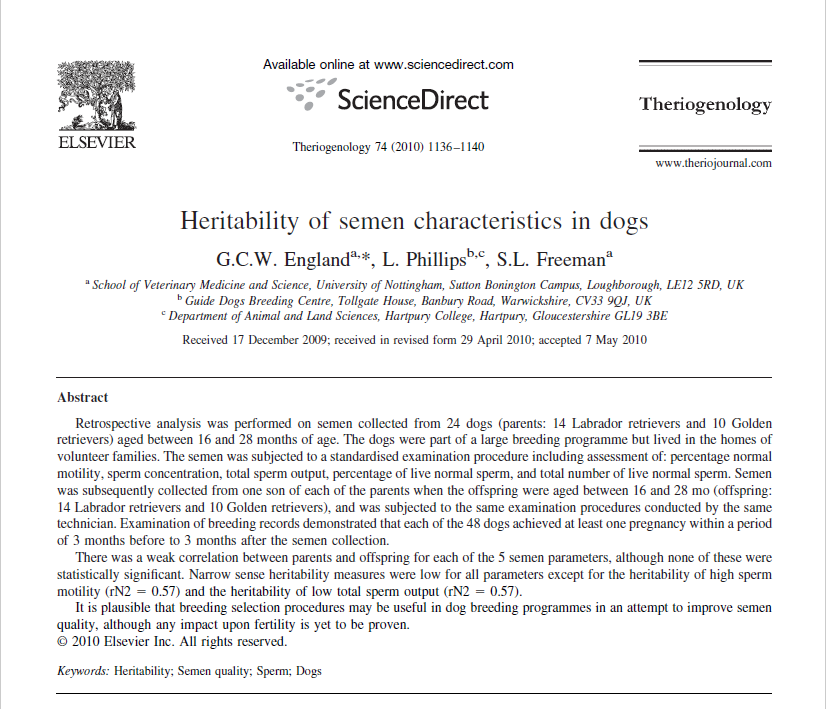 Available online at www.sciencedirect.com
ScienceDirect
ELSEVIER
Theriogenology 74 (2010) 1136–1140
Theriogenology
www.theriojournal.com
Heritability of semen characteristics in dogs
G.C.W. Englandᵃ,*, L. Phillipsᵇ,ᶜ, S.L. Freemanᵃ
ᵃ School of Veterinary Medicine and Science, University of Nottingham, Sutton Bonington Campus, Loughborough, LE12 5RD, UK
ᵇ Guide Dogs Breeding Centre, Tollgate House, Banbury Road, Warwickshire, CV33 9QJ, UK
ᶜ Department of Animal and Land Sciences, Hartpury College, Hartpury, Gloucestershire GL19 3BE
Received 17 December 2009; received in revised form 29 April 2010; accepted 7 May 2010
Abstract
Retrospective analysis was performed on semen collected from 24 dogs (parents: 14 Labrador retrievers and 10 Golden
retrievers) aged between 16 and 28 months of age. The dogs were part of a large breeding programme but lived in the homes of
volunteer families. The semen was subjected to a standardised examination procedure including assessment of: percentage normal
motility, sperm concentration, total sperm output, percentage of live normal sperm, and total number of live normal sperm. Semen
was subsequently collected from one son of each of the parents when the offspring were aged between 16 and 28 mo (offspring:
14 Labrador retrievers and 10 Golden retrievers), and was subjected to the same examination procedures conducted by the same
technician. Examination of breeding records demonstrated that each of the 48 dogs achieved at least one pregnancy within a period
of 3 months before to 3 months after the semen collection.
There was a weak correlation between parents and offspring for each of the 5 semen parameters, although none of these were
statistically significant. Narrow sense heritability measures were low for all parameters except for the heritability of high sperm
motility (rN2 = 0.57) and the heritability of low total sperm output (rN2 = 0.57).
It is plausible that breeding selection procedures may be useful in dog breeding programmes in an attempt to improve semen
quality, although any impact upon fertility is yet to be proven.
© 2010 Elsevier Inc. All rights reserved.
Keywords: Heritability; Semen quality; Sperm; Dogs